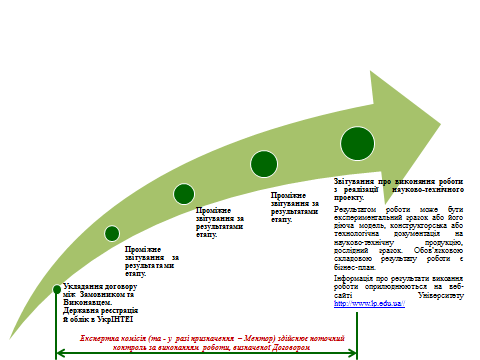 Укладання договору
між Замовником та
Виконавцем.
Державна реєстрація
й облік в УкрІНТЕІ
Проміжне
звітування за
результатами
етапу.
Проміжне
звітування за
результатами
етапу.
Проміжне
звітування за
результатами
етапу.
Звітування про виконання роботи
з реалізації науково-технічного
проекту.
Результатом роботи може бути
експериментальний зразок або його
діюча модель, конструкторська або
технологічна документація на
науково-технічну продукцію,
дослідний зразок. Обов'язковою
складовою результату роботи є
бізнес-план.
Інформація про результати виконання
роботи оприлюднюються на веб-
сайті Університету
http://www.lp.edu.ua//
Експертна комісія (та - у разі призначення – Ментор) здійснює поточний
контроль за виконанням роботи, визначеної Договором